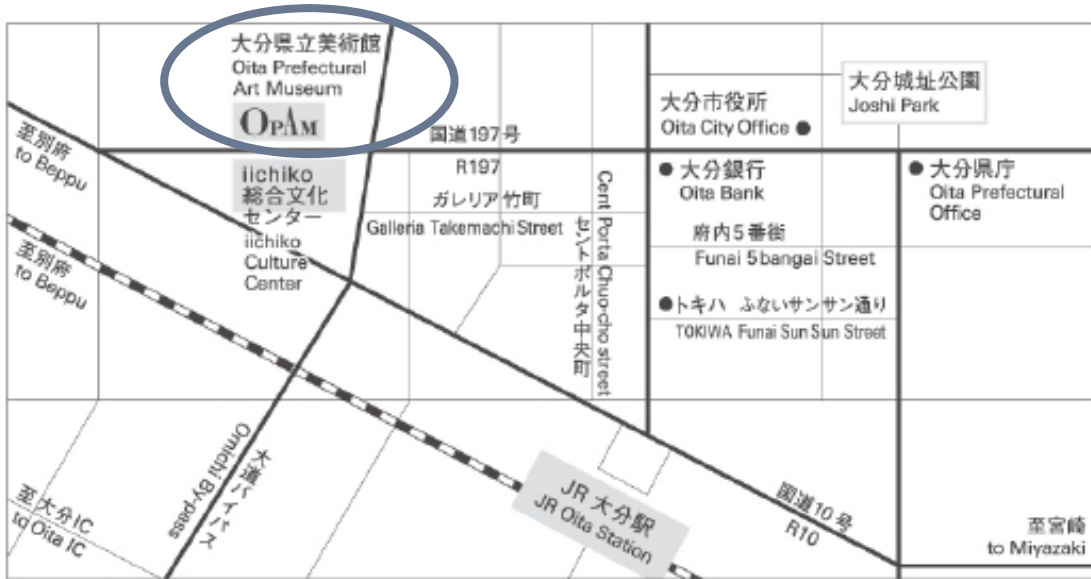 大分県立美術館
Oita Prefectural
Art Museum
OPAM
大分市役所
Oita City Office
大分城址公園
Joshi Park
至別府
to Beppu
国道197号
R197
iichiko
総合文化
センター
iichiko
Culture
Center
ガレリア竹町
Galleria Takemachi Street
Cent Porta Chuo-cho street
セントポルタ中央町
大分銀行
Oita Bank
大分県庁
Oita Prefectural
Office
府内5番街
Funai 5bangai Street
トキハ ふないサンサン通り
TOKIWA Funai Sun Sun Street
至別府
to Beppu
大道バイパス
Omichi By-pass
至大分IC
to Oita IC
JR 大分駅
JR Oita Station
国道10号
R10
至宮崎
to Miyazaki